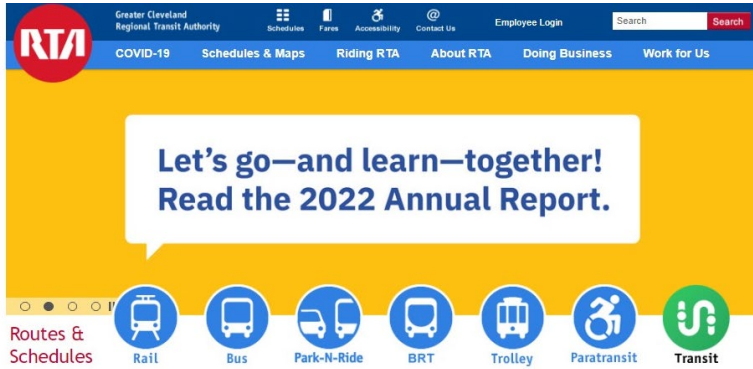 RTA
Greater Cleveland
Regional Transit Authority
Schedules
Fares
Accessibility
@
Contact Us
Employee Login
Search
Search
COVID-19
Schedules & Maps
Riding RTA
About RTA
Doing Business
Work for Us
Let's go—and learn—together!
Read the 2022 Annual Report.
Routes &
Schedules
Rail
Bus
Park-N-Ride
BRT
Trolley
Paratransit
Transit